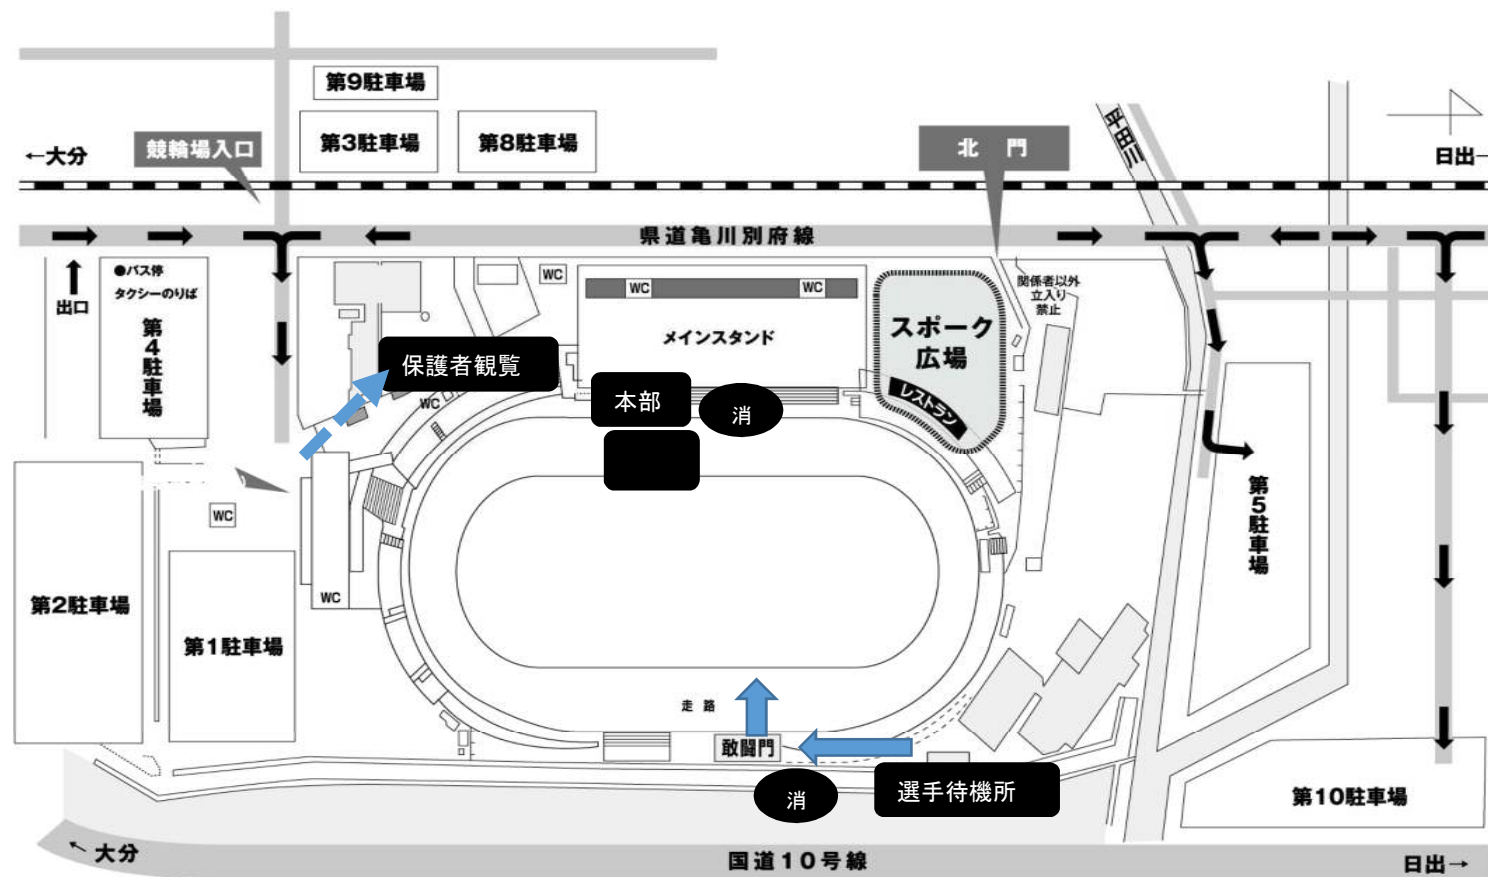 第9駐車場
第3駐車場
第8駐車場
←大分
競輪場入口
北 門
平田川
日出→
県道亀川別府線
●バス停
タクシーのりば
出口
第4駐車場
WC
WC
WC
メインスタンド
スポーク
広場
レストラン
関係者以外
立入り
禁止
保護者観覧
WC
本部
消
WC
第5駐車場
第2駐車場
WC
第1駐車場
走 路
敢闘門
消
選手待機所
第10駐車場
←大分
国道10号線
日出→